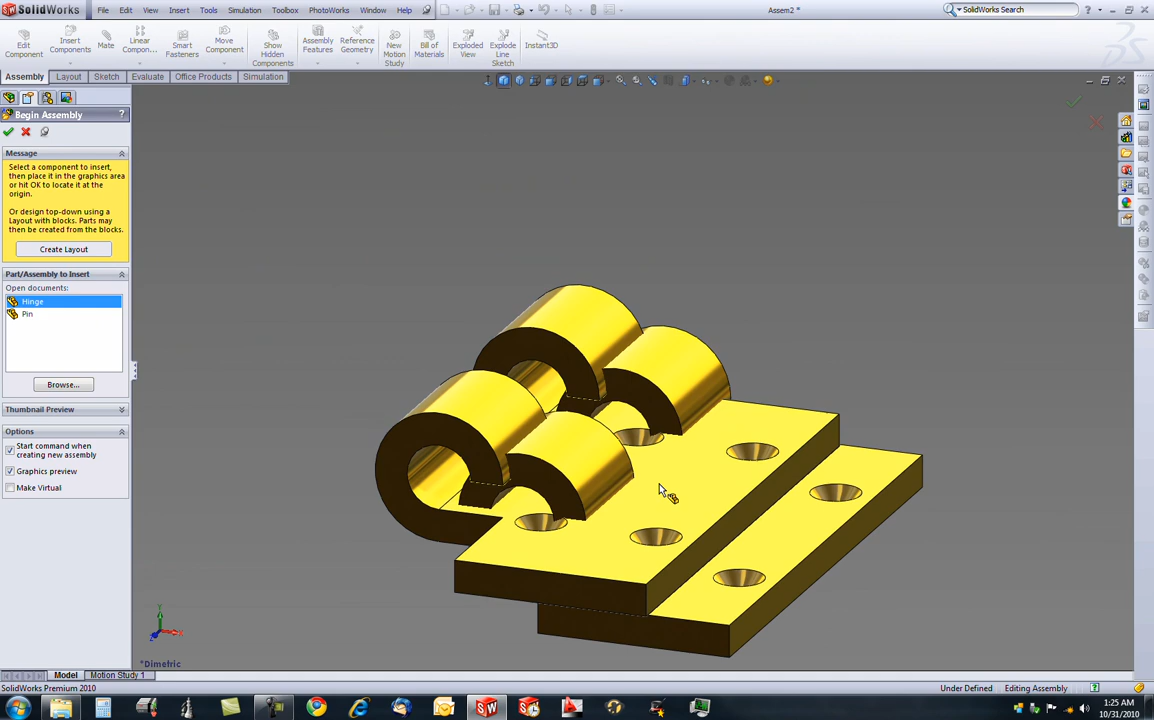 SolidWorks
File Edit View Insert Tools Simulation Toolbox PhotoWorks Window Help
Assem2 *
SolidWorks Search
Edit Component
Insert Components
Mate
Linear Compon...
Smart Fasteners
Move Component
Show Hidden Components
Assembly Features
Reference Geometry
New Motion Study
Bill of Materials
Exploded View
Explode Line Sketch
Instant3D
Assembly Layout Sketch Evaluate Office Products Simulation
Begin Assembly ?
Message
Select a component to insert,
then place it in the graphics area
or hit OK to locate it at the
origin.
Or design top-down using a
Layout with blocks. Parts may
then be created from the blocks.
Create Layout
Part/Assembly to Insert
Open documents:
Hinge
Pin
Browse...
Thumbnail Preview
Options
Start command when
creating new assembly
Graphics preview
Make Virtual
*Dimetric
Model Motion Study 1
SolidWorks Premium 2010
Under Defined Editing Assembly
1:25 AM
10/31/2010